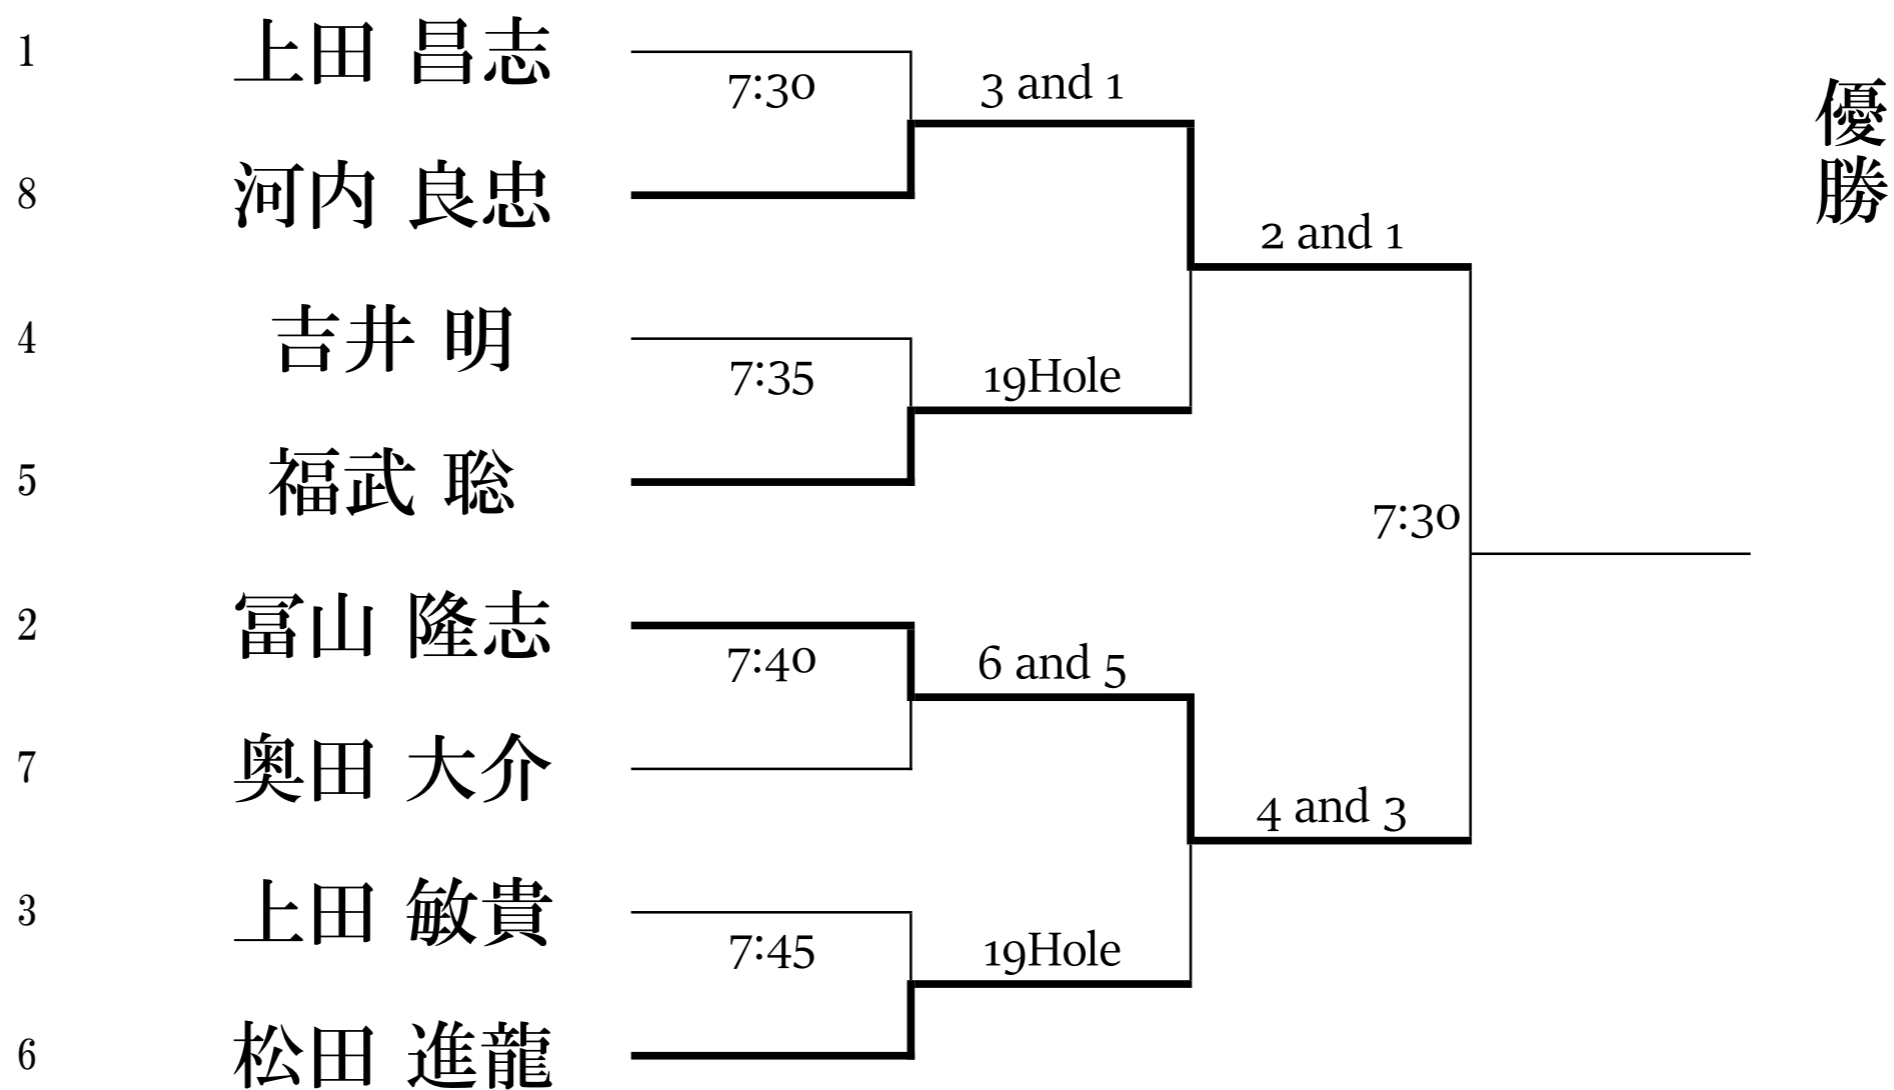 1 上田 昌志
7:30
3 and 1
8 河内 良忠
2 and 1
4 吉井 明
7:35
19Hole
5 福武 聡
7:30
2 冨山 隆志
7:40
6 and 5
7 奥田 大介
4 and 3
3 上田 敏貴
7:45
19Hole
6 松田 進龍
優勝